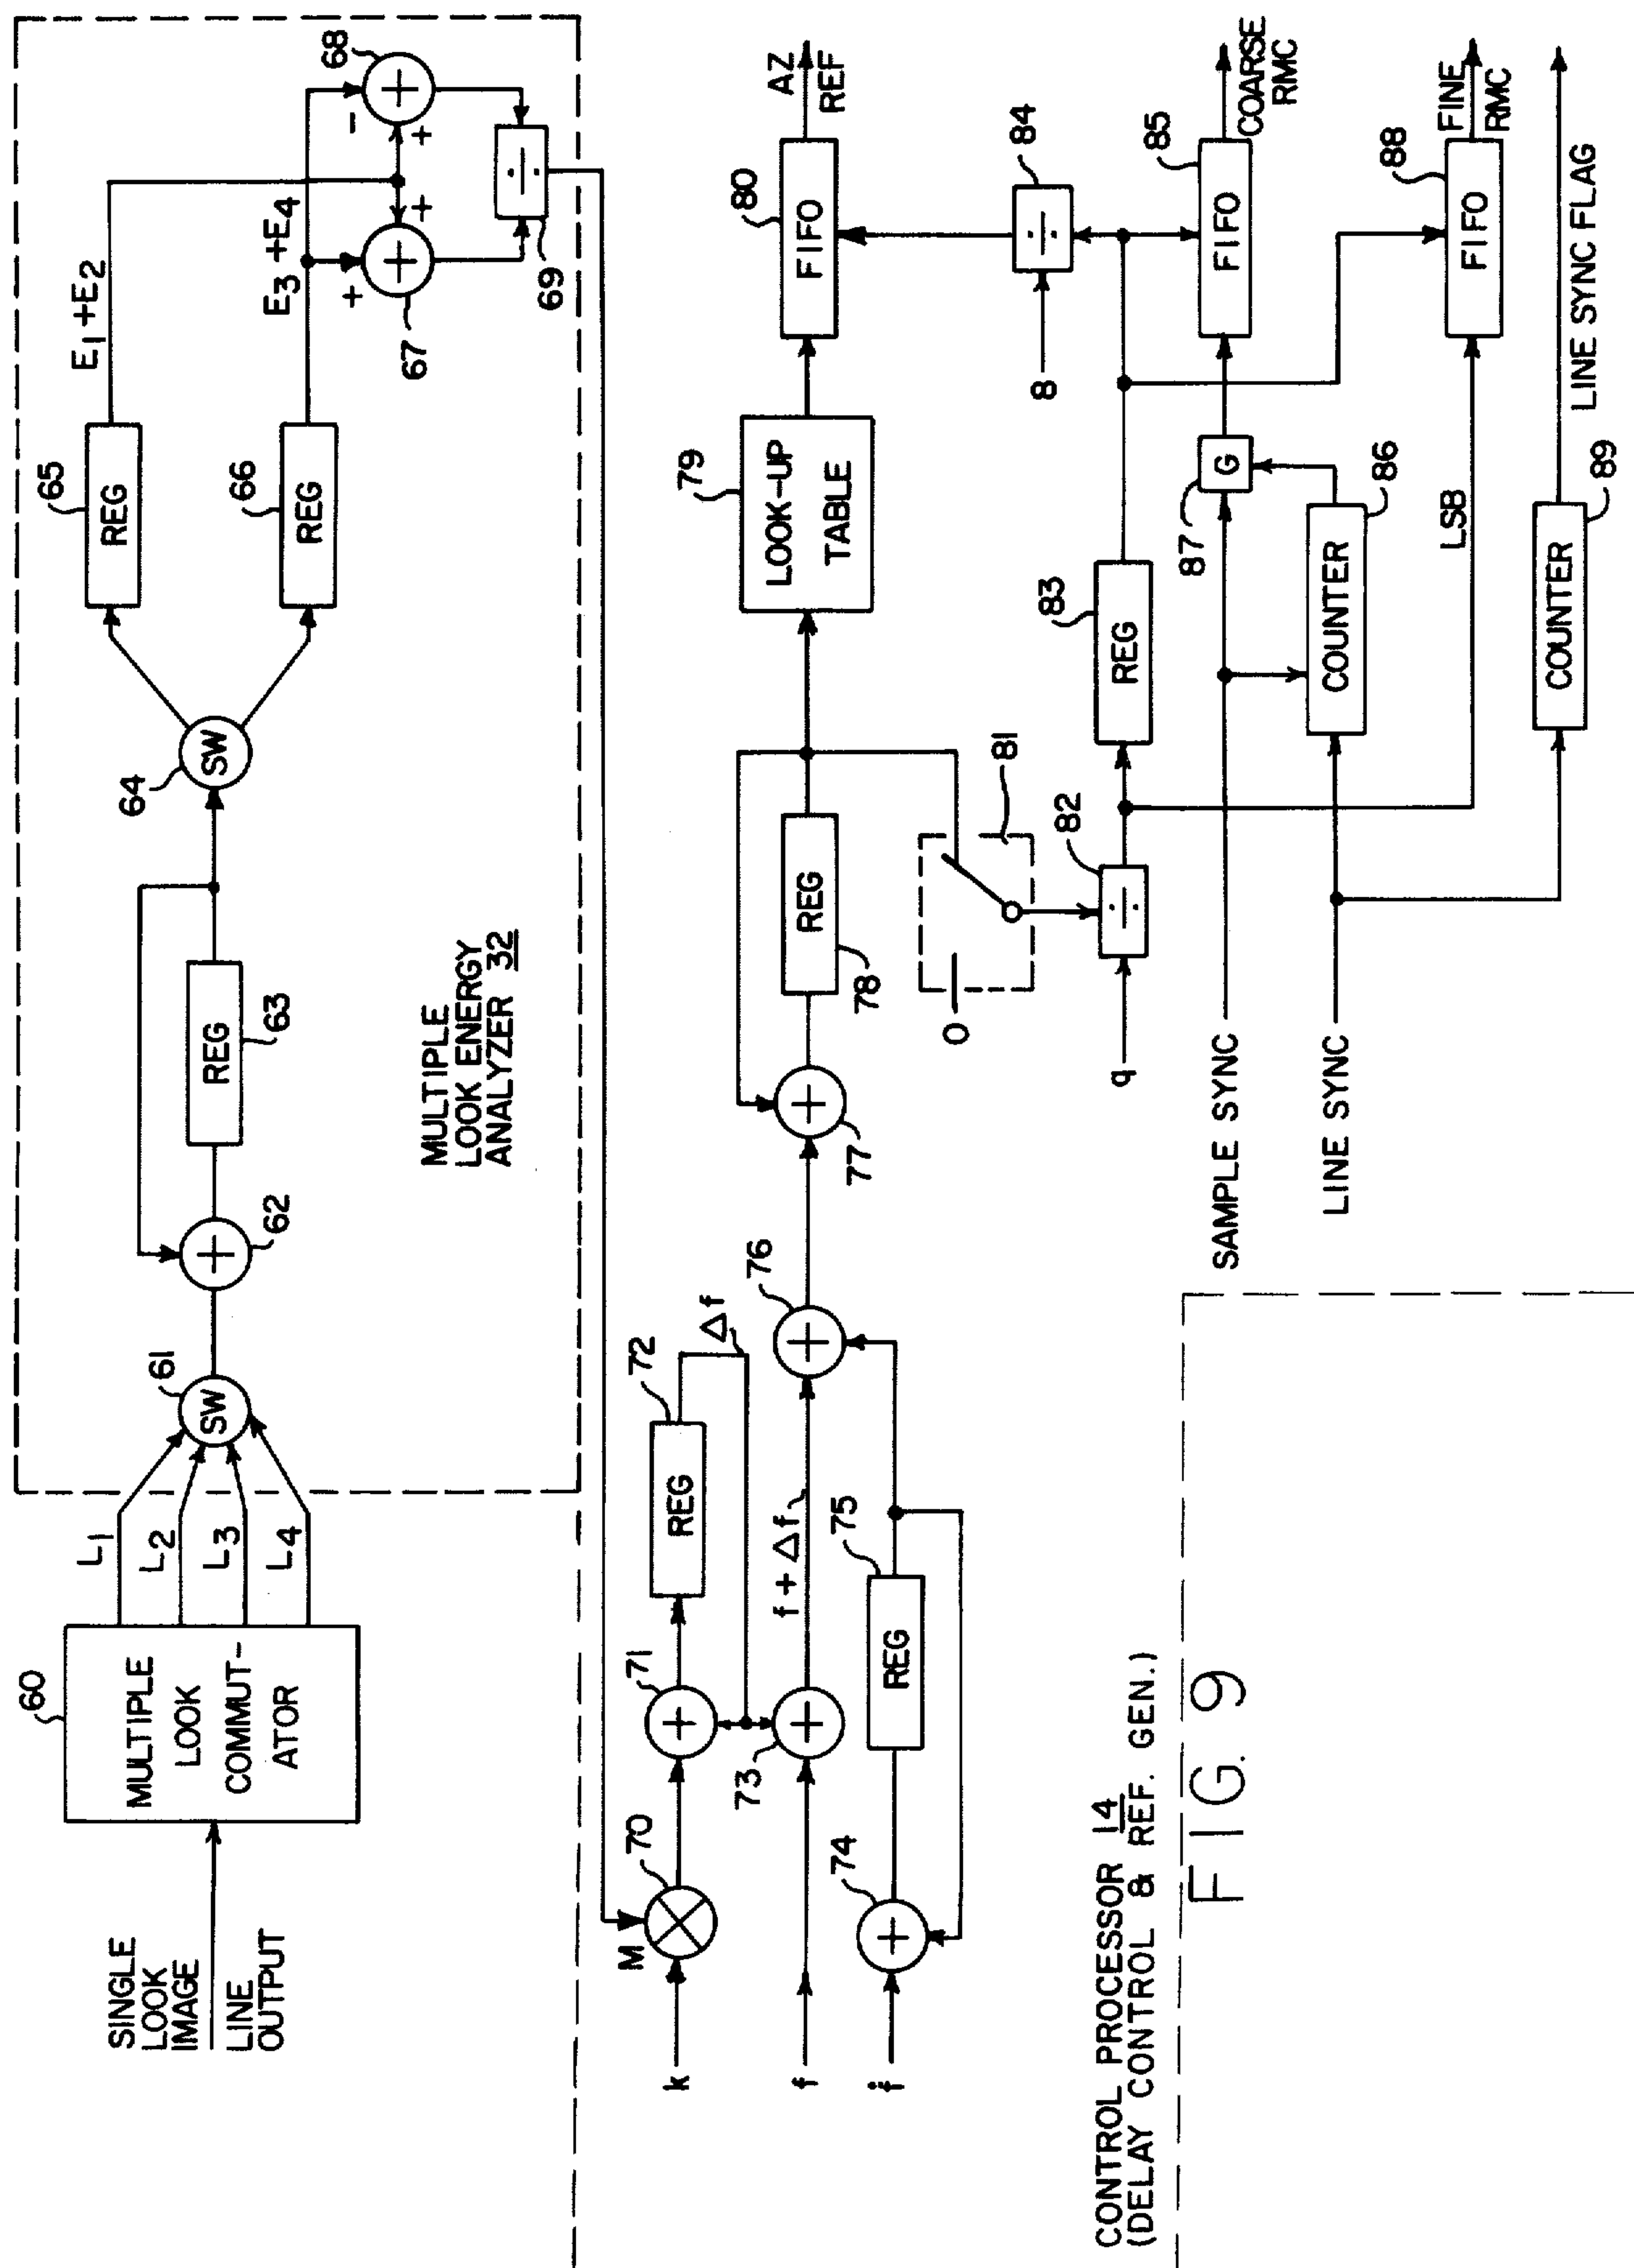 SINGLE
LOOK
IMAGE
LINE
OUTPUT
60
MULTIPLE
LOOK
COMMUT-
ATOR
L1
L2
L3
L4
61
SW
62
+
REG
63
64
SW
65
REG
66
REG
E1 +E2
E3 +E4
67
+
+
+
68
+
-
+
69
÷
MULTIPLE
LOOK ENERGY
ANALYZER 32
k
M
70
71
+
REG
72
Δf
f
73
+
f + Δf
ḟ
74
+
REG
75
76
+
77
+
REG
78
79
LOOK-UP
TABLE
80
FIFO
AZ
REF
81
0
q
82
÷
83
REG
8
84
÷
85
FIFO
COARSE
RMC
SAMPLE SYNC
87
G
LINE SYNC
COUNTER
86
LSB
88
FIFO
FINE
RMC
COUNTER
89
LINE SYNC FLAG
CONTROL PROCESSOR 14
(DELAY CONTROL & REF. GEN.)
FIG. 9